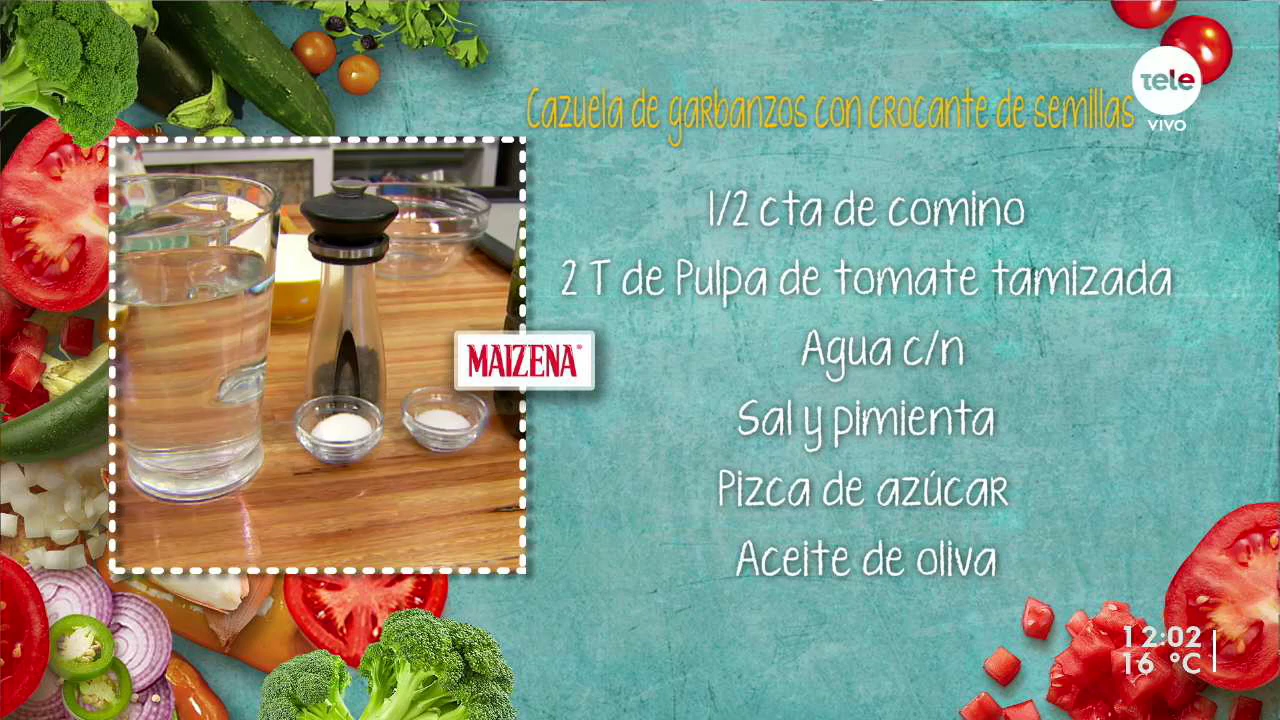 Cazuela de garbanzos con crocante de semillas
tele
VIVO
1/2 cta de comino
2 T de Pulpa de tomate tamizada
Agua c/n
MAIZENA®
Sal y pimienta
Pizca de azúcar
Aceite de oliva
12:02
16 °C